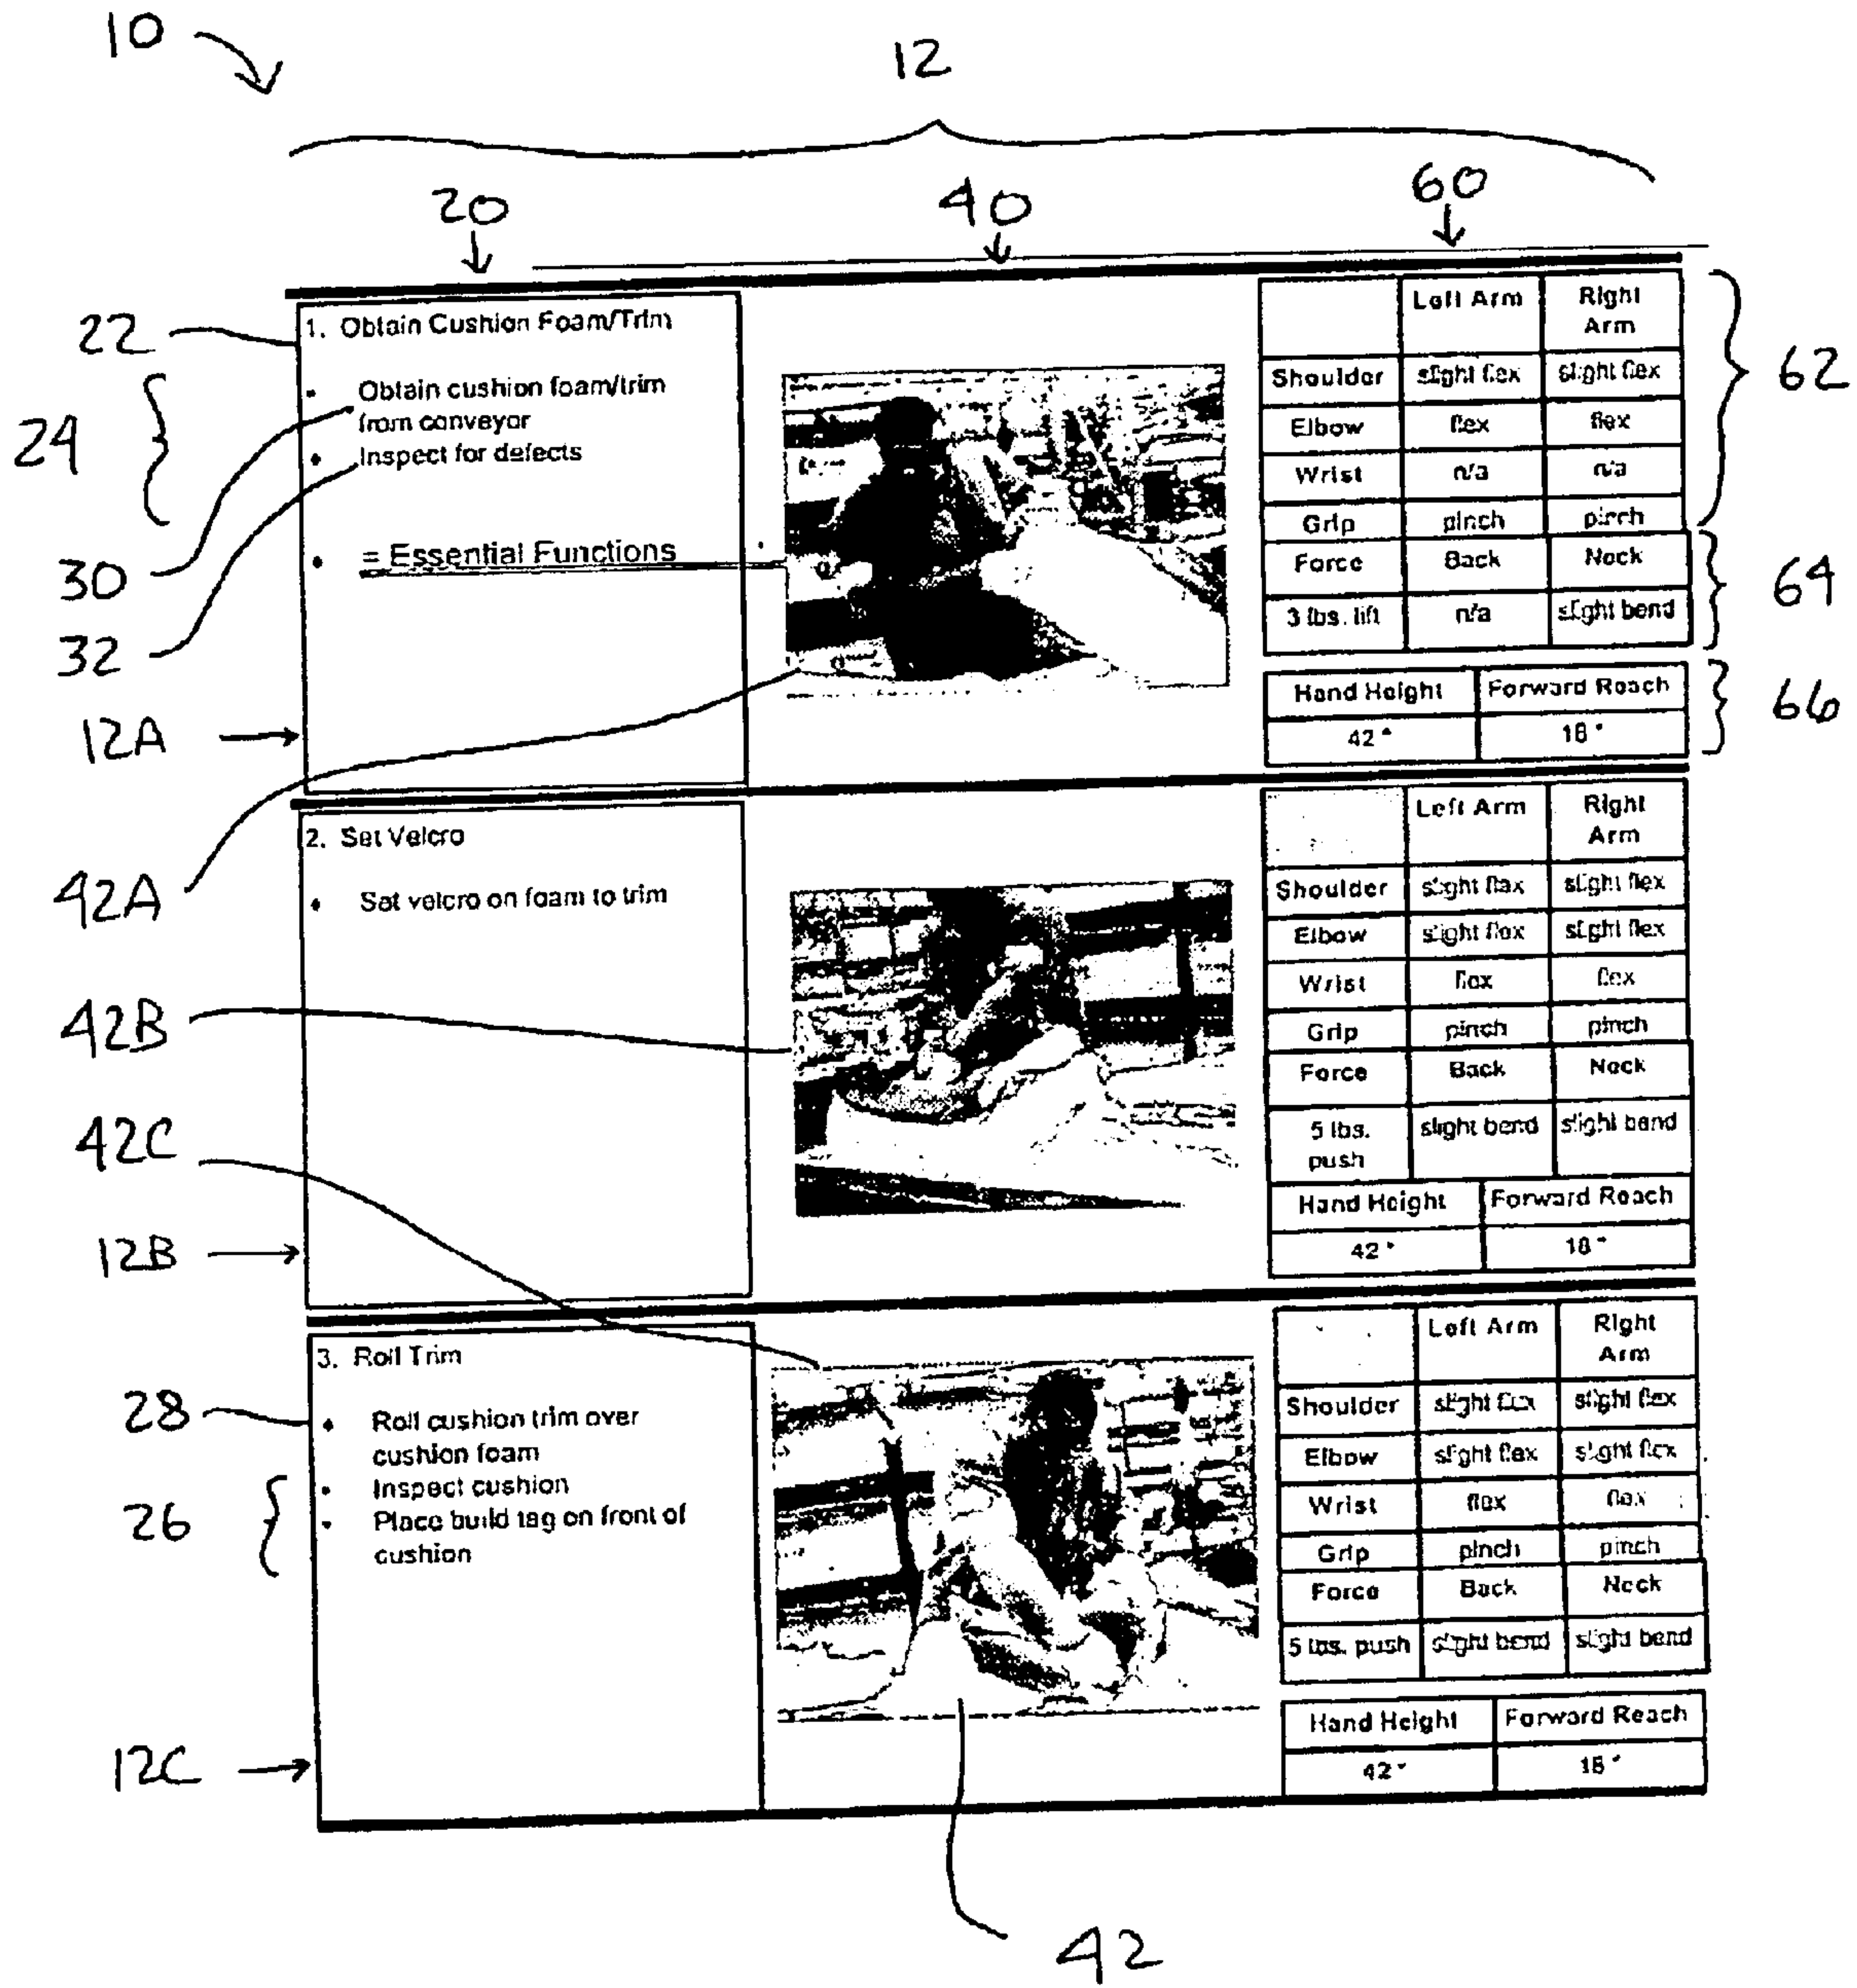 10
12
20
40
60
22
24
30
32
12A
42A
42B
42C
12B
28
26
12C
42
62
64
66
1. Obtain Cushion Foam/Trim
• Obtain cushion foam/trim
from conveyor
• Inspect for defects
• = Essential Functions
Left Arm Right
Arm
Shoulder slight flex slight flex
Elbow flex flex
Wrist n/a n/a
Grip pinch pinch
Force Back Neck
3 lbs. lift n/a slight bend
Hand Height Forward Reach
42" 18"
2. Set Velcro
• Set velcro on foam to trim
Left Arm Right
Arm
Shoulder slight flex slight flex
Elbow slight flex slight flex
Wrist flex flex
Grip pinch pinch
Force Back Neck
5 lbs.
push slight bend slight bend
Hand Height Forward Reach
42" 18"
3. Roll Trim
• Roll cushion trim over
cushion foam
• Inspect cushion
• Place build tag on front of
cushion
Left Arm Right
Arm
Shoulder slight flex slight flex
Elbow slight flex slight flex
Wrist flex flex
Grip pinch pinch
Force Back Neck
5 lbs. push slight bend slight bend
Hand Height Forward Reach
42" 18"